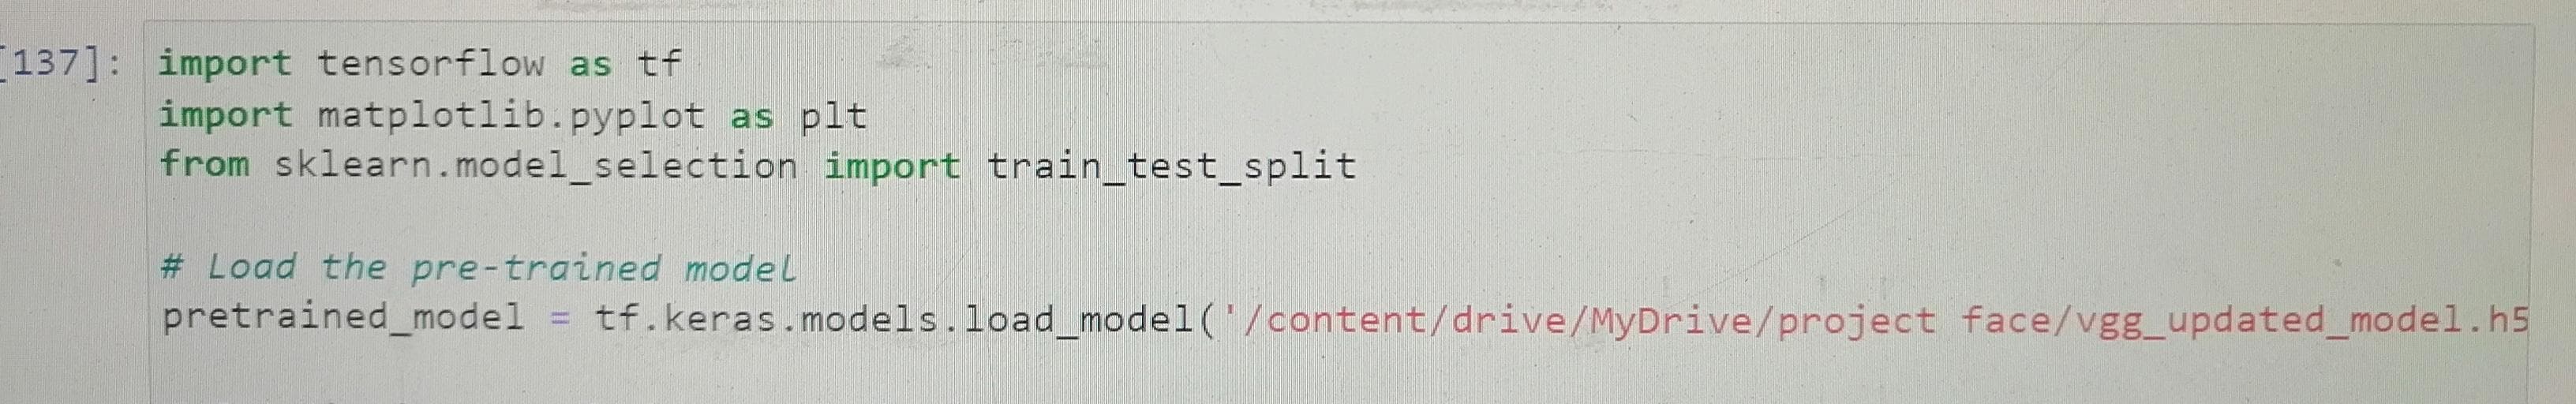 [137]: import tensorflow as tf
import matplotlib.pyplot as plt
from sklearn.model_selection import train_test_split
# Load the pre-trained model
pretrained_model = tf.keras.models.load_model('/content/drive/MyDrive/project face/vgg_updated_model.h5